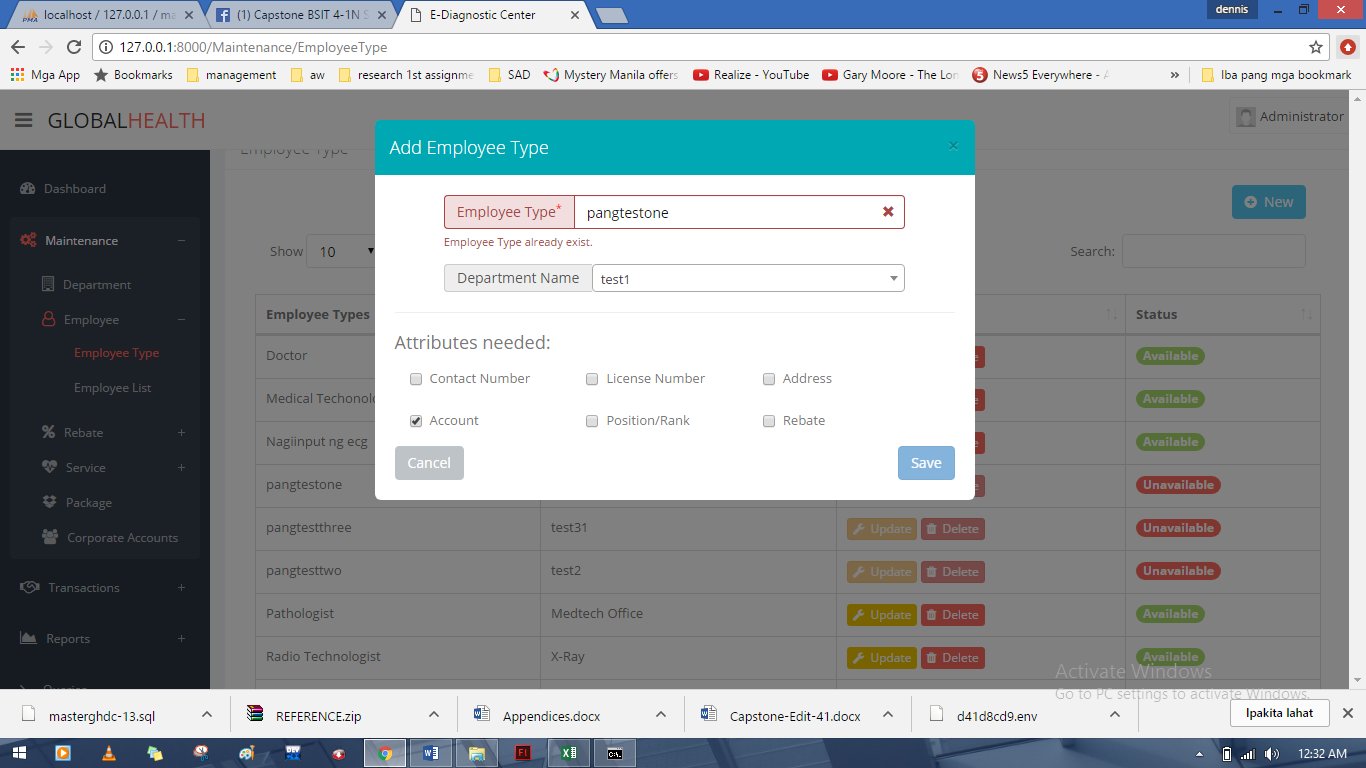 localhost / 127.0.0.1 / ma
(1) Capstone BSIT 4-1N S
E-Diagnostic Center
dennis
127.0.0.1:8000/Maintenance/EmployeeType
Mga App
Bookmarks
management
aw
research 1st assignme
SAD
Mystery Manila offers
Realize - YouTube
Gary Moore - The Lon
News5 Everywhere - A
»
Iba pang mga bookmark
GLOBALHEALTH
Administrator
Employee Type
Add Employee Type
×
Dashboard
Maintenance
Department
Employee
Employee Type
Employee List
Rebate
Service
Package
Corporate Accounts
Transactions
Reports
Queries
New
Show 10
Search:
Employee Type*
pangtestone
Employee Type already exist.
Department Name
test1
Attributes needed:
Contact Number
License Number
Address
Account
Position/Rank
Rebate
Cancel
Save
Employee Types
Status
Doctor
Available
Medical Techonolo
Available
Nagiinput ng ecg
Available
pangtestone
Unavailable
pangtestthree
test31
Update
Delete
Unavailable
pangtesttwo
test2
Update
Delete
Unavailable
Pathologist
Medtech Office
Update
Delete
Available
Radio Technologist
X-Ray
Update
Delete
Available
Activate Windows
Go to PC settings to activate Windows.
masterghdc-13.sql
REFERENCE.zip
Appendices.docx
Capstone-Edit-41.docx
d41d8cd9.env
Ipakita lahat
12:32 AM